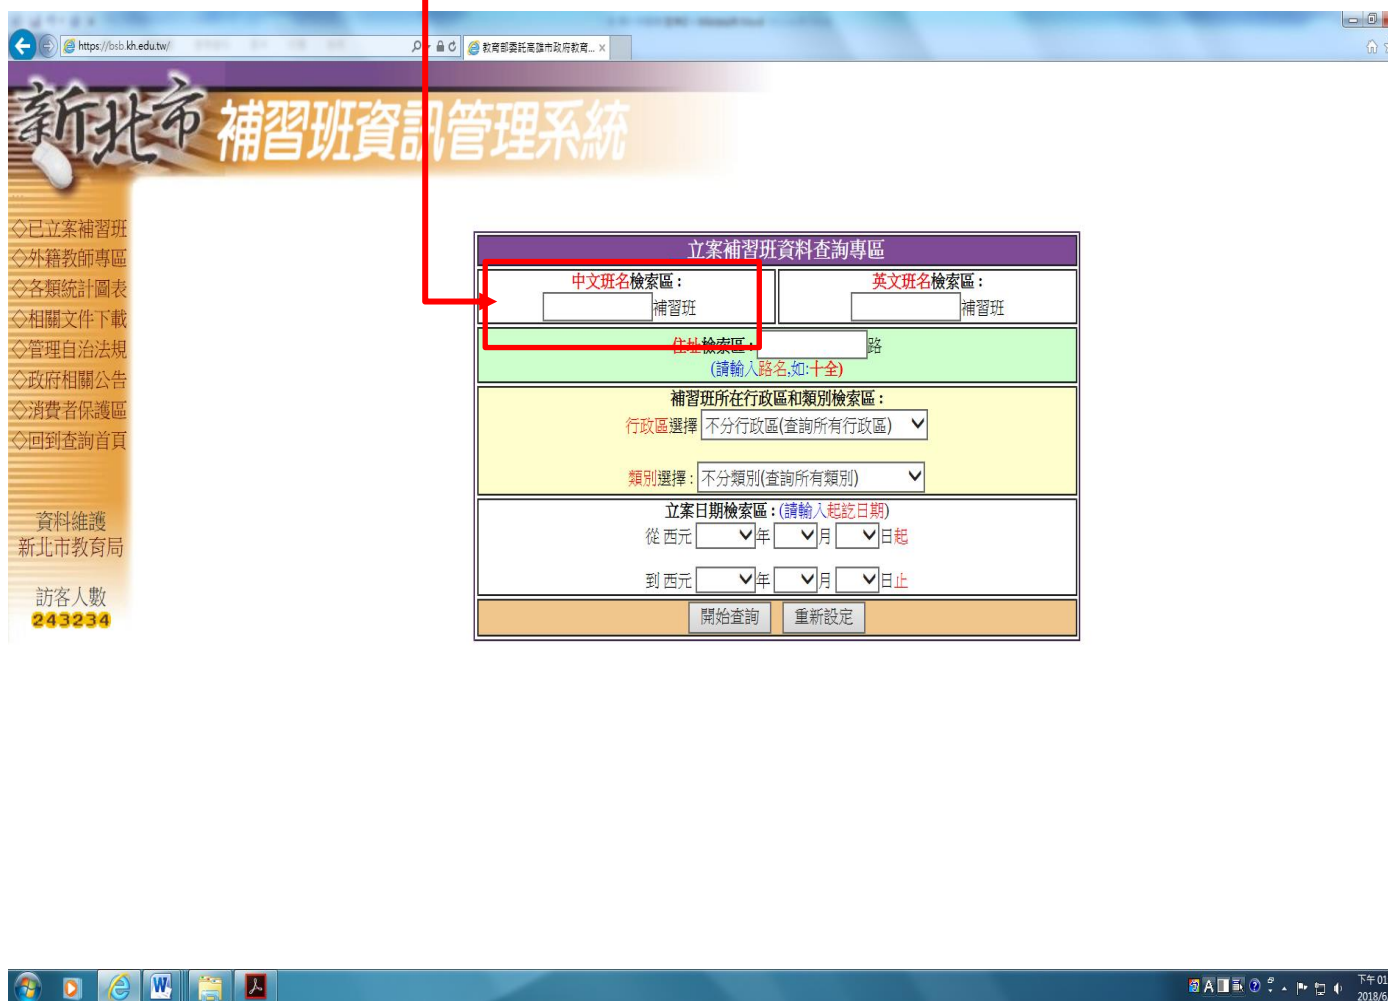 https://bsb.kh.edu.tw/
教育部委託高雄市政府教育... x
新北市 補習班資訊管理系統
◇已立案補習班
◇外籍教師專區
◇各類統計圖表
◇相關文件下載
◇管理自治法規
◇政府相關公告
◇消費者保護區
◇回到查詢首頁
資料維護
新北市教育局
訪客人數
243234
立案補習班資料查詢專區
中文班名檢索區：
補習班
英文班名檢索區：
補習班
住址檢索區： 路
(請輸入路名,如:十全)
補習班所在行政區和類別檢索區：
行政區選擇 不分行政區(查詢所有行政區)
類別選擇： 不分類別(查詢所有類別)
立案日期檢索區：(請輸入起訖日期)
從 西元 年 月 日起
到 西元 年 月 日止
開始查詢 重新設定
A
下午 01
2018/6